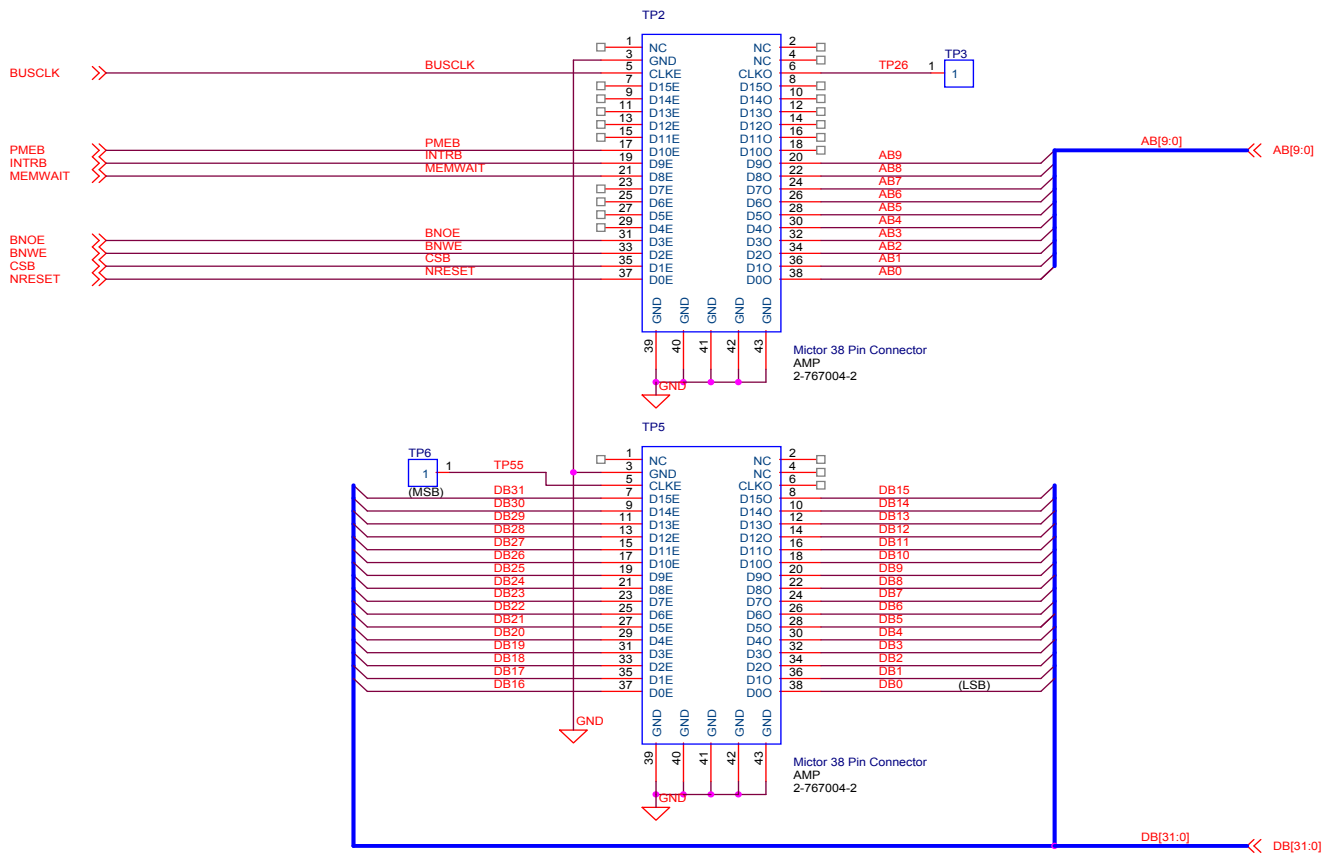 TP2
1 NC NC 2
3 GND NC 4
BUSCLK BUSCLK 5 CLKE CLKO 6 TP26 1 TP3 1
7 D15E D15O 8
9 D14E D14O 10
11 D13E D13O 12
13 D12E D12O 14
15 D11E D11O 16
PMEB PMEB 17 D10E D10O 18 AB[9:0] AB[9:0]
INTRB INTRB 19 D9E D9O 20 AB9
MEMWAIT MEMWAIT 21 D8E D8O 22 AB8
23 D7E D7O 24 AB7
25 D6E D6O 26 AB6
27 D5E D5O 28 AB5
29 D4E D4O 30 AB4
BNOE BNOE 31 D3E D3O 32 AB3
BNWE BNWE 33 D2E D2O 34 AB2
CSB CSB 35 D1E D1O 36 AB1
NRESET NRESET 37 D0E D0O 38 AB0
GND GND GND GND GND
39 40 41 42 43
Mictor 38 Pin Connector
AMP
2-767004-2
GND
TP5
TP6 1 NC NC 2
1 1 TP55 3 GND NC 4
5 CLKE CLKO 6
(MSB) DB31 7 D15E D15O 8 DB15
DB30 9 D14E D14O 10 DB14
DB29 11 D13E D13O 12 DB13
DB28 13 D12E D12O 14 DB12
DB27 15 D11E D11O 16 DB11
DB26 17 D10E D10O 18 DB10
DB25 19 D9E D9O 20 DB9
DB24 21 D8E D8O 22 DB8
DB23 23 D7E D7O 24 DB7
DB22 25 D6E D6O 26 DB6
DB21 27 D5E D5O 28 DB5
DB20 29 D4E D4O 30 DB4
DB19 31 D3E D3O 32 DB3
DB18 33 D2E D2O 34 DB2
DB17 35 D1E D1O 36 DB1
DB16 37 D0E D0O 38 DB0 (LSB)
GND
GND GND GND GND GND
39 40 41 42 43
Mictor 38 Pin Connector
AMP
2-767004-2
GND
DB[31:0] DB[31:0]